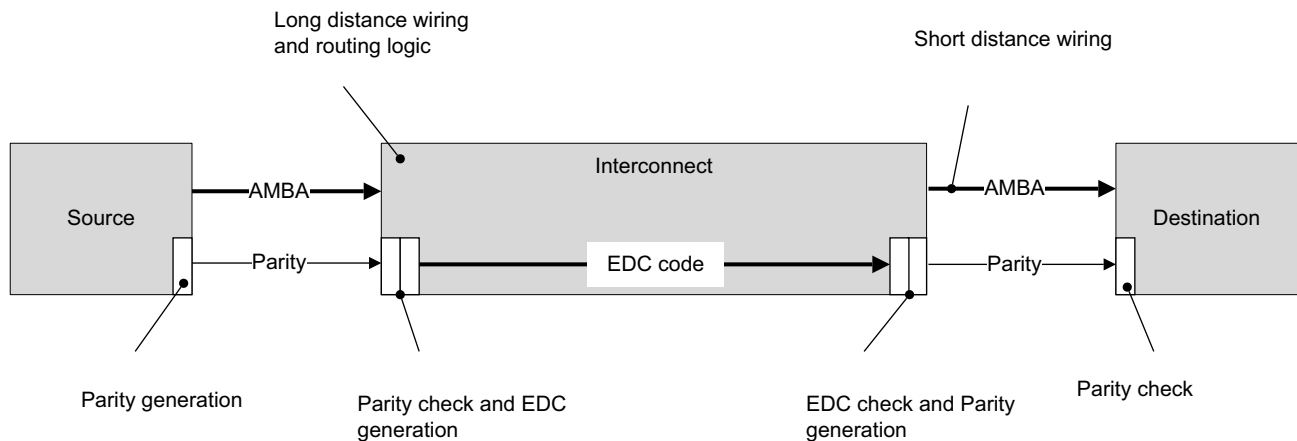 Long distance wiring
and routing logic
Short distance wiring
Interconnect
AMBA
AMBA
Source
Destination
Parity
EDC code
Parity
Parity generation
Parity check and EDC
generation
EDC check and Parity
generation
Parity check